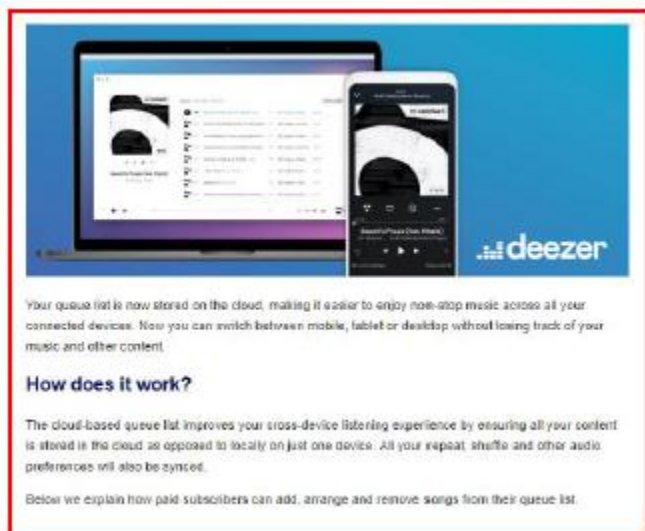 deezer
Your queue list is now stored on the cloud, making it easier to enjoy non-stop music across all your
connected devices. Now you can switch between mobile, tablet or desktop without losing track of your
music and other content.
How does it work?
The cloud-based queue list improves your cross-device listening experience by ensuring all your content
is stored in the cloud as opposed to locally on just one device. All your repeat, shuffle and other audio
preferences will also be synced.
Below we explain how paid subscribers can add, arrange and remove songs from their queue list.